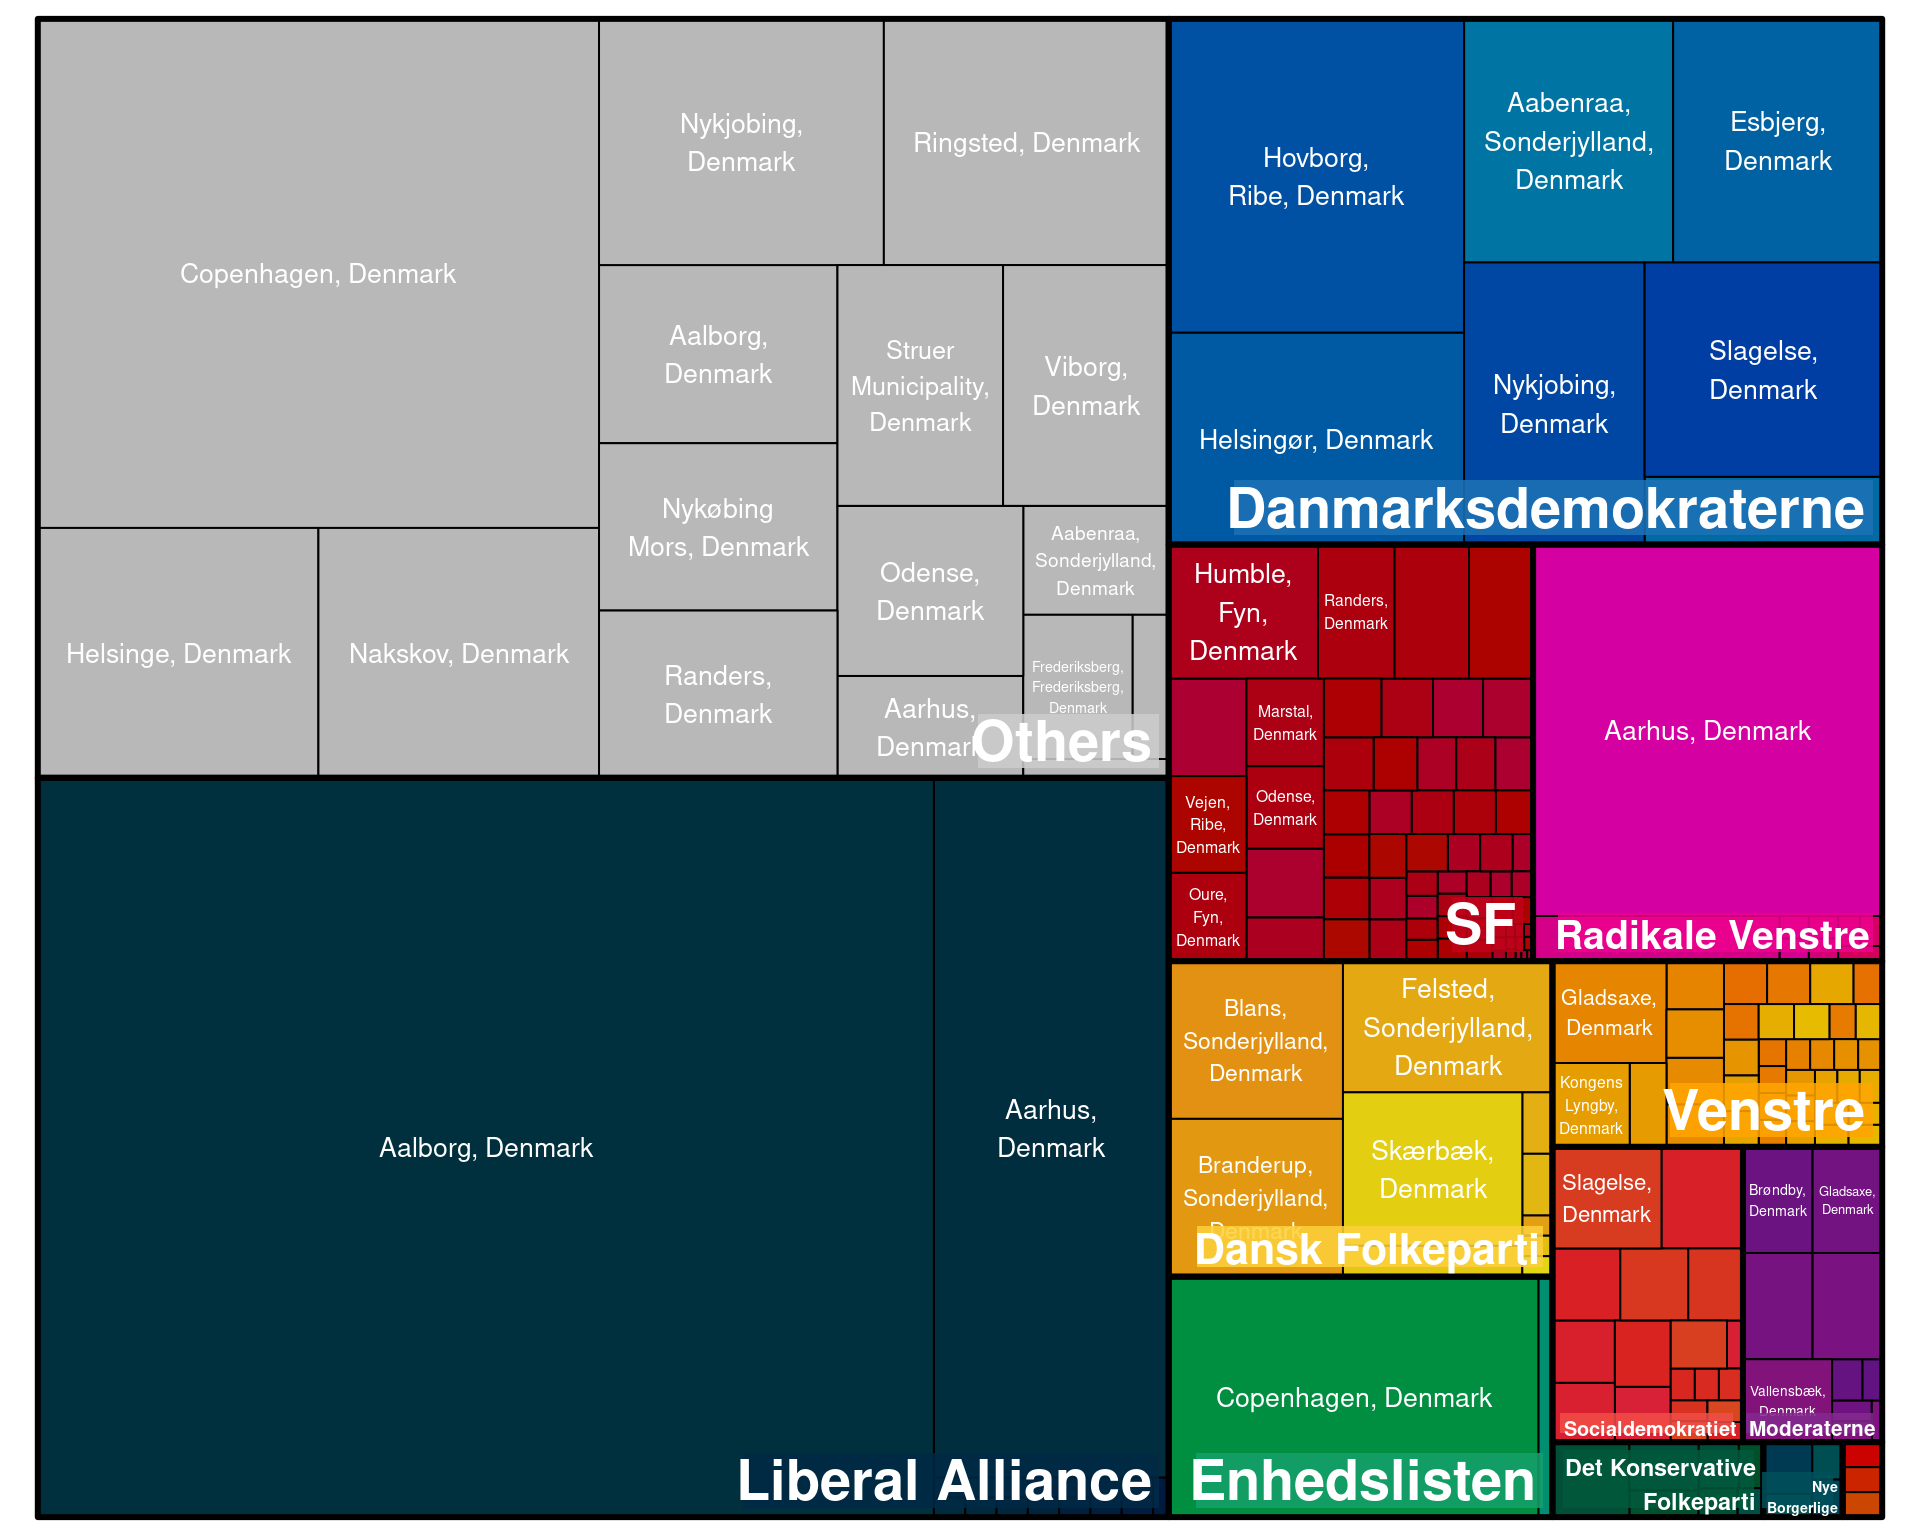 Copenhagen, Denmark
Nykjobing,
Denmark
Ringsted, Denmark
Aalborg,
Denmark
Struer
Municipality,
Denmark
Viborg,
Denmark
Nykøbing
Mors, Denmark
Odense,
Denmark
Aabenraa,
Sonderjylland,
Denmark
Helsinge, Denmark
Nakskov, Denmark
Randers,
Denmark
Aarhus,
Denmark
Frederiksberg,
Frederiksberg,
Denmark
Others
Aalborg, Denmark
Aarhus,
Denmark
Liberal Alliance
Hovborg,
Ribe, Denmark
Aabenraa,
Sonderjylland,
Denmark
Esbjerg,
Denmark
Helsingør, Denmark
Nykjobing,
Denmark
Slagelse,
Denmark
Danmarksdemokraterne
Humble,
Fyn,
Denmark
Randers,
Denmark
Marstal,
Denmark
Vejen,
Ribe,
Denmark
Odense,
Denmark
Oure,
Fyn,
Denmark
SF
Aarhus, Denmark
Radikale Venstre
Blans,
Sonderjylland,
Denmark
Felsted,
Sonderjylland,
Denmark
Branderup,
Sonderjylland,
Denmark
Skærbæk,
Denmark
Dansk Folkeparti
Gladsaxe,
Denmark
Kongens
Lyngby,
Denmark
Venstre
Copenhagen, Denmark
Enhedslisten
Slagelse,
Denmark
Socialdemokratiet
Brøndby,
Denmark
Gladsaxe,
Denmark
Vallensbæk,
Denmark
Moderaterne
Det Konservative
Folkeparti
Nye
Borgerlige